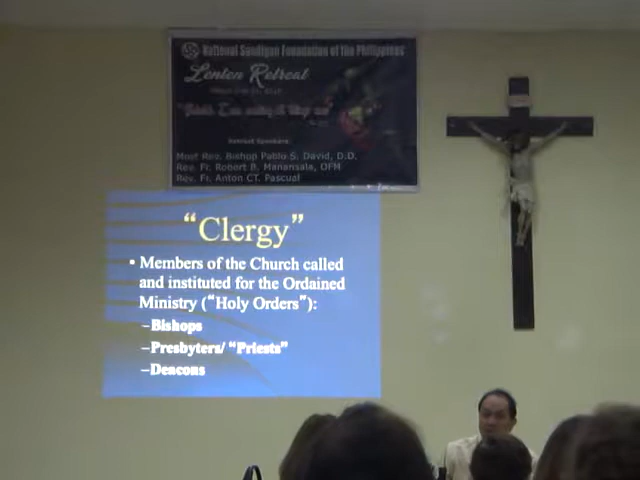 National Sandigan Foundation of the Philippines
Lenten Retreat
Retreat Speakers:
Most Rev. Bishop Pablo S. David, D.D.
Rev. Fr. Robert B. Manansala, OFM
Rev. Fr. Anton CT. Pascual
“Clergy”
• Members of the Church called
and instituted for the Ordained
Ministry (“Holy Orders”):
–Bishops
–Presbyters/ “Priests”
–Deacons